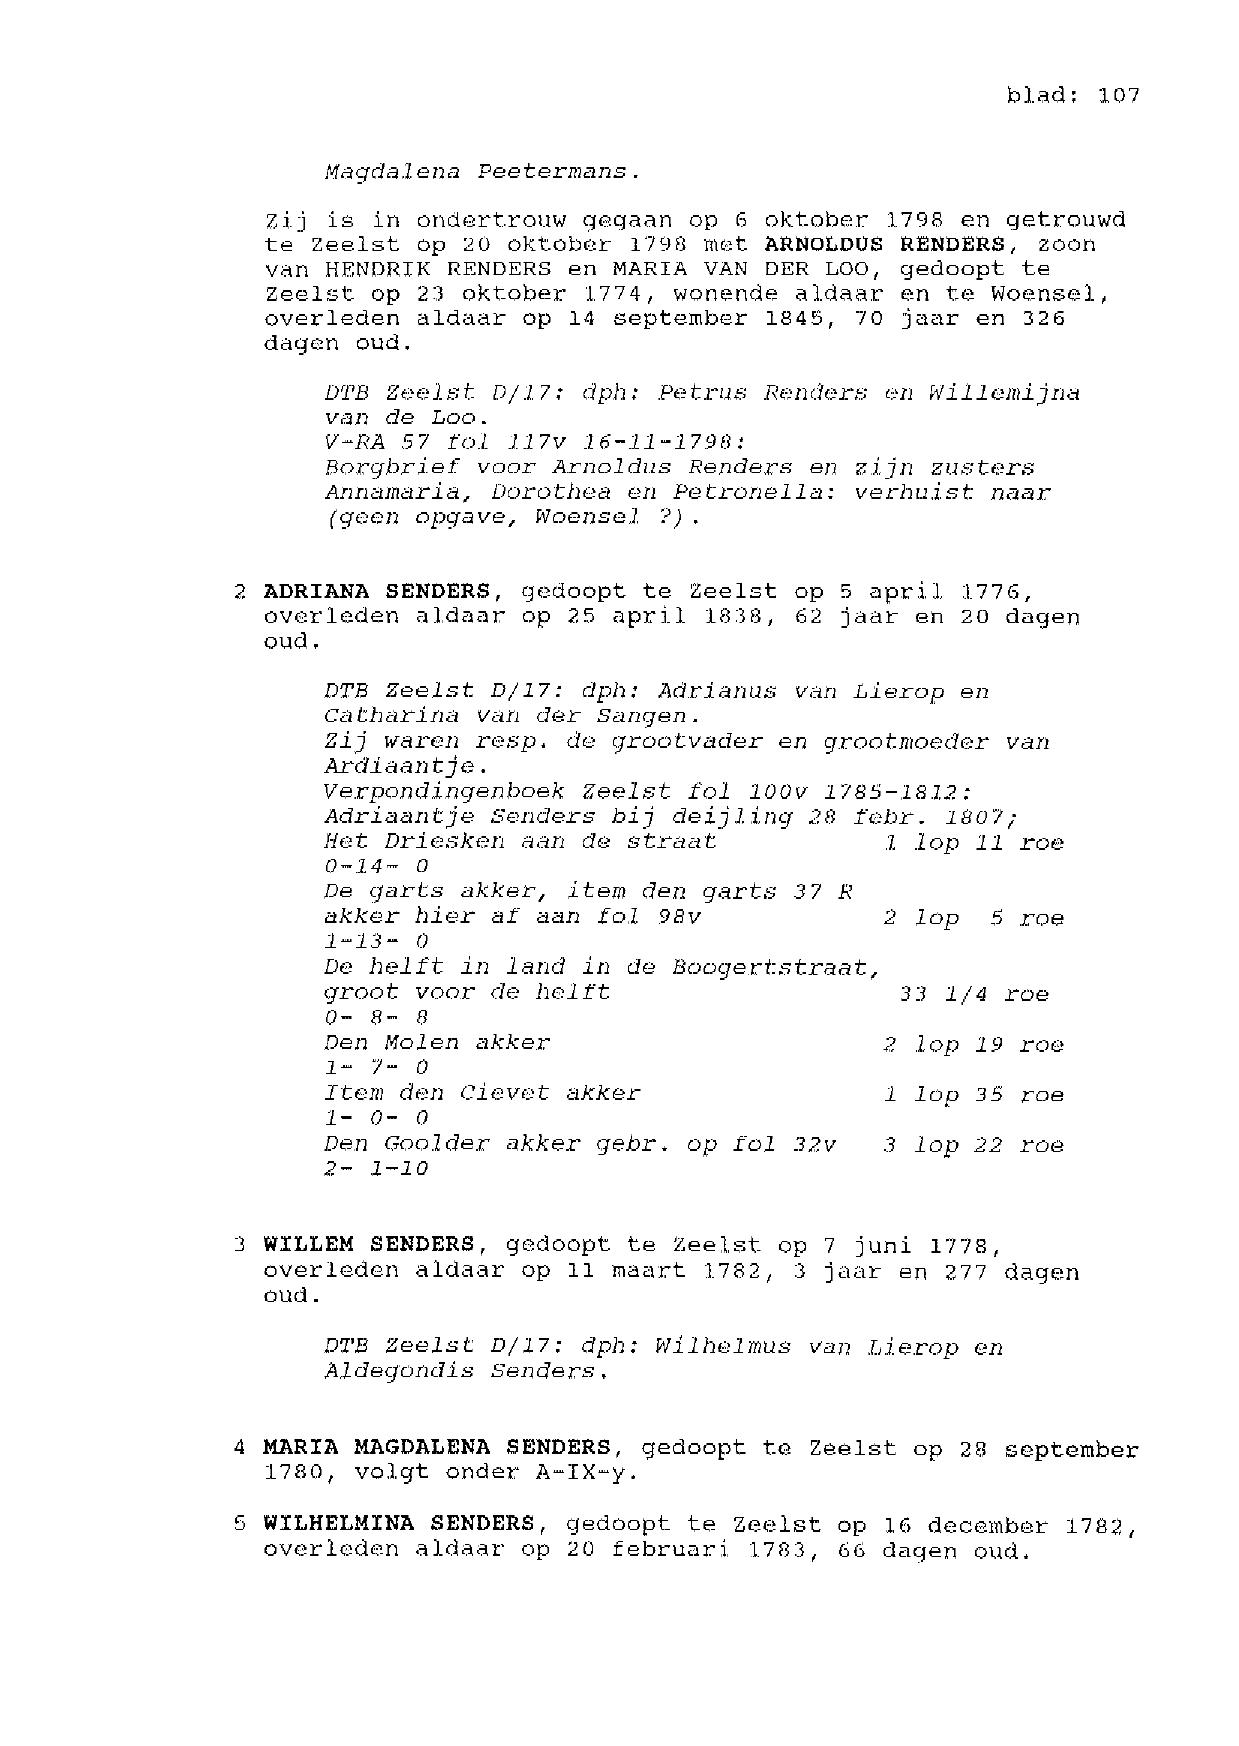 blad: 107
Magdalena Peetermans.
Zij is in ondertrouw gegaan op 6 oktober 1798 en getrouwd
te Zeelst op 20 oktober 1798 met ARNOLDUS RENDERS, zoon
van HENDRIK RENDERS en MARIA VAN DER LOO, gedoopt te
Zeelst op 23 oktober 1774, wonende aldaar en te Woensel,
overleden aldaar op 14 september 1845, 70 jaar en 326
dagen oud.
DTB Zeelst D/17: dph: Petrus Renders en Willemijna
van de Loo.
V-RA 57 fol 117v 16-11-1798:
Borgbrief voor Arnoldus Renders en zijn zusters
Annamaria, Dorothea en Petronella: verhuist naar
(geen opgave, Woensel ?).
2 ADRIANA SENDERS, gedoopt te Zeelst op 5 april 1776,
overleden aldaar op 25 april 1838, 62 jaar en 20 dagen
oud.
DTB Zeelst D/17: dph: Adrianus van Lierop en
Catharina van der Sangen.
Zij waren resp. de grootvader en grootmoeder van
Ardiaantje.
Verpondingenboek Zeelst fol 100v 1785-1812:
Adriaantje Senders bij deijling 28 febr. 1807;
Het Driesken aan de straat 1 lop 11 roe
0-14- 0
De garts akker, item den garts 37 R
akker hier af aan fol 98v 2 lop 5 roe
1-13- 0
De helft in land in de Boogertstraat,
groot voor de helft 33 1/4 roe
0- 8- 8
Den Molen akker 2 lop 19 roe
1- 7- 0
Item den Cievet akker 1 lop 35 roe
1- 0- 0
Den Goolder akker gebr. op fol 32v 3 lop 22 roe
2- 1-10
3 WILLEM SENDERS, gedoopt te Zeelst op 7 juni 1778,
overleden aldaar op 11 maart 1782, 3 jaar en 277 dagen
oud.
DTB Zeelst D/17: dph: Wilhelmus van Lierop en
Aldegondis Senders.
4 MARIA MAGDALENA SENDERS, gedoopt te Zeelst op 28 september
1780, volgt onder A-IX-y.
5 WILHELMINA SENDERS, gedoopt te Zeelst op 16 december 1782,
overleden aldaar op 20 februari 1783, 66 dagen oud.